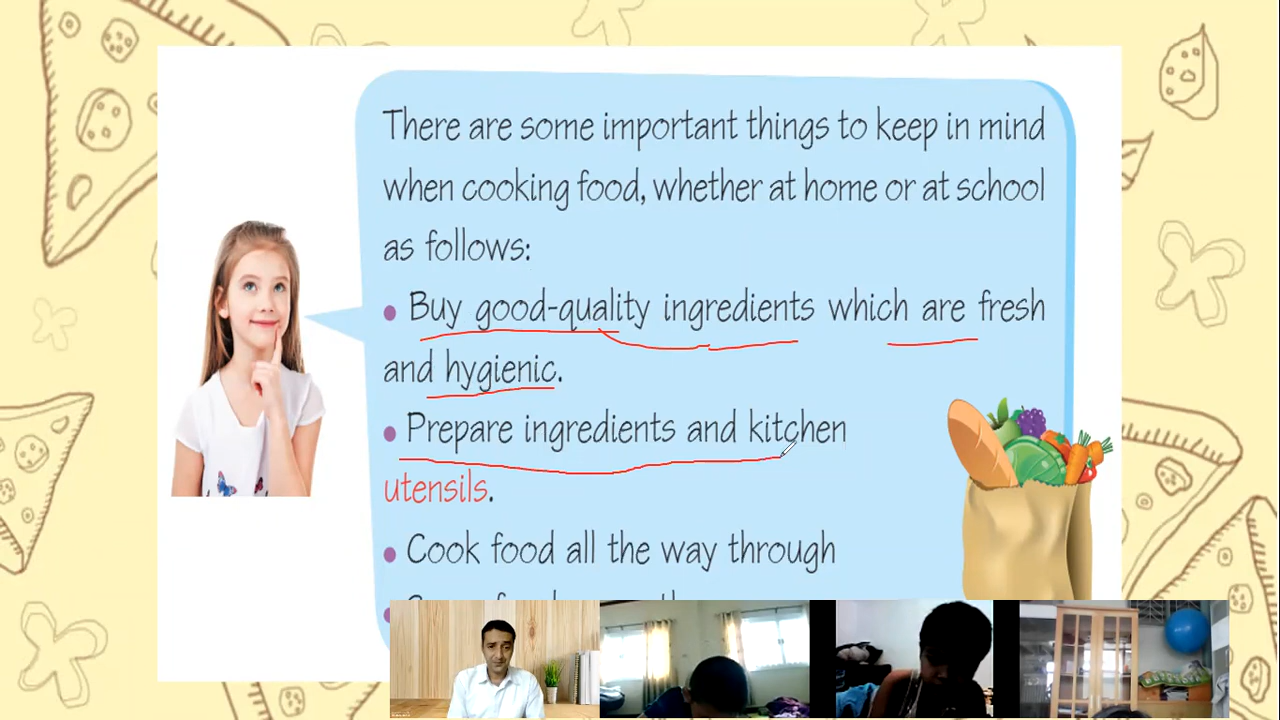 There are some important things to keep in mind
when cooking food, whether at home or at school
as follows:
• Buy good-quality ingredients which are fresh
and hygienic.
• Prepare ingredients and kitchen
utensils.
• Cook food all the way through